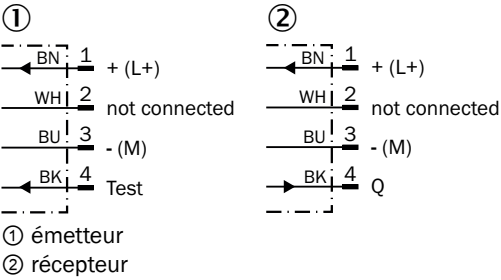 ① ②
BN 1 + (L+) BN 1 + (L+)
WH 2 not connected WH 2 not connected
BU 3 - (M) BU 3 - (M)
BK 4 Test BK 4 Q
① émetteur
② récepteur